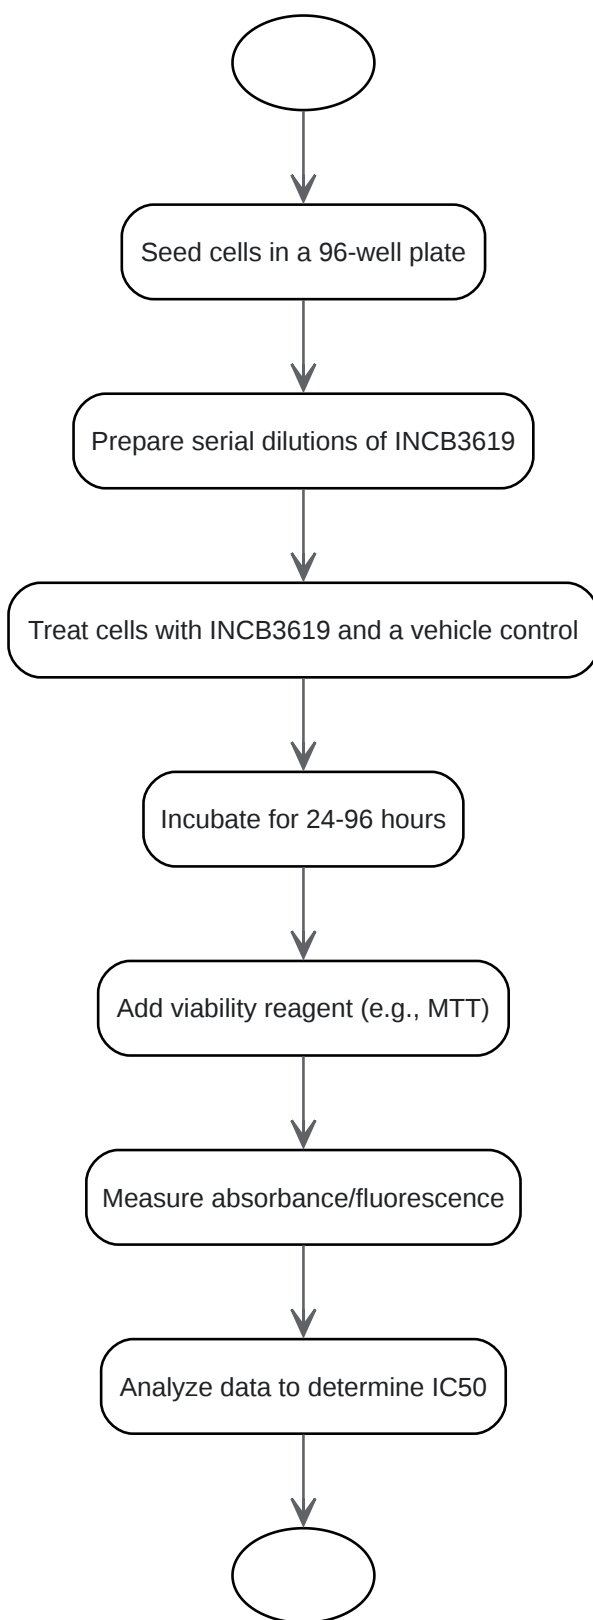 Seed cells in a 96-well plate
Prepare serial dilutions of INCB3619
Treat cells with INCB3619 and a vehicle control
Incubate for 24-96 hours
Add viability reagent (e.g., MTT)
Measure absorbance/fluorescence
Analyze data to determine IC50